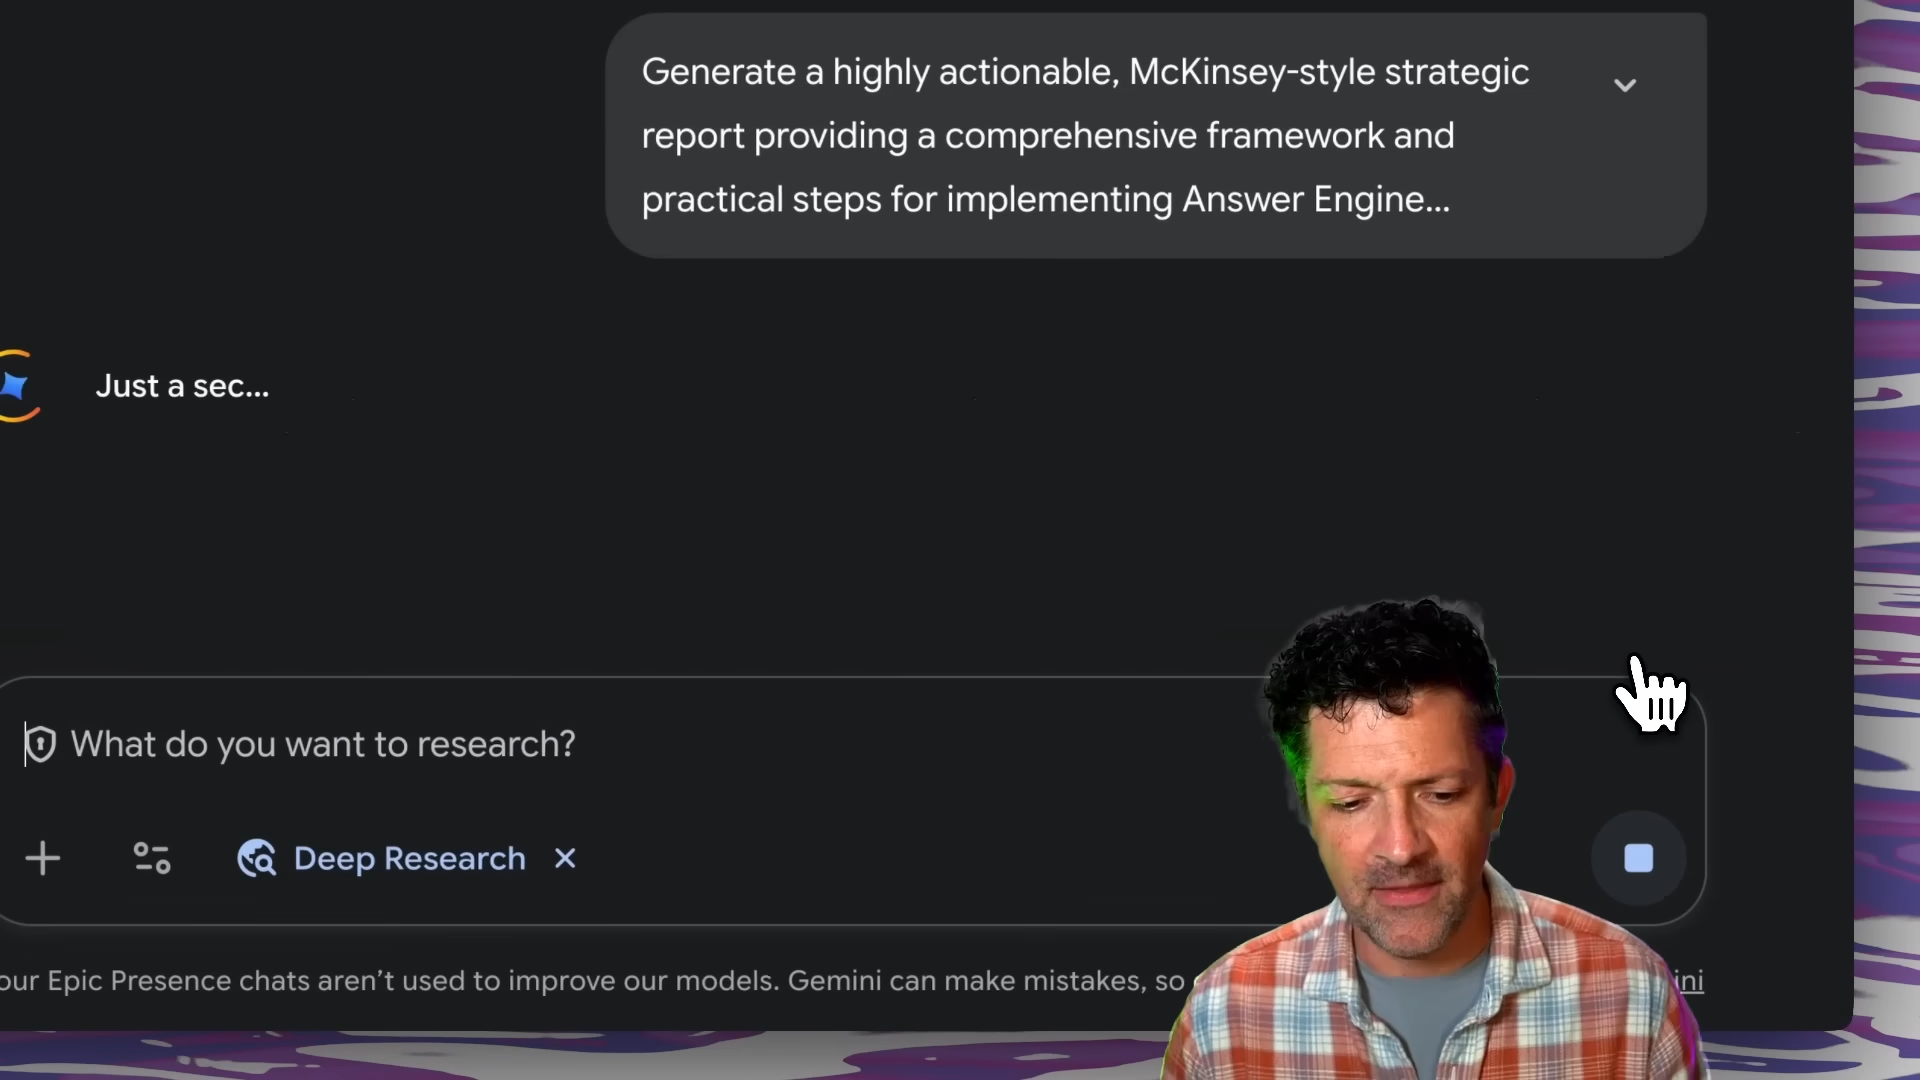 Generate a highly actionable, McKinsey-style strategic
report providing a comprehensive framework and
practical steps for implementing Answer Engine...
Just a sec...
What do you want to research?
Deep Research
our Epic Presence chats aren't used to improve our models. Gemini can make mistakes, so